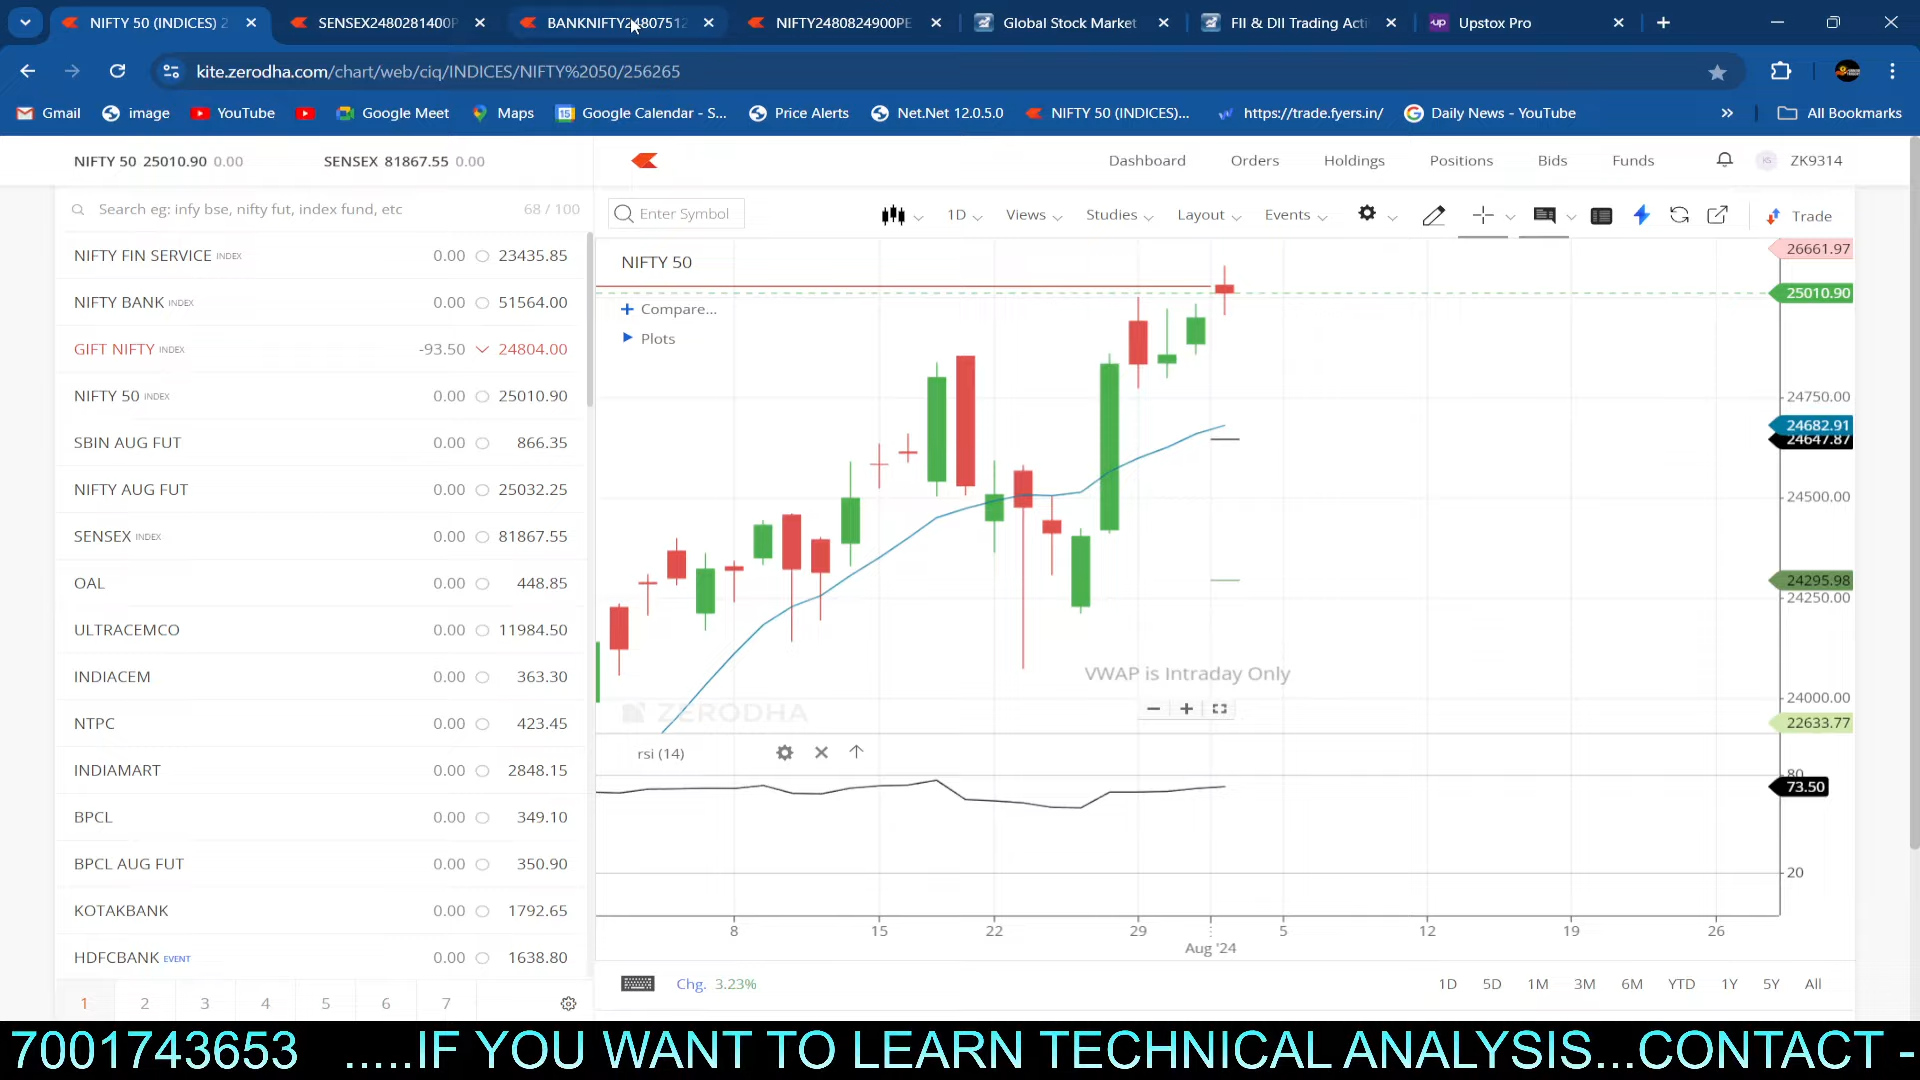 NIFTY 50 (INDICES) 2
SENSEX2480281400P
BANKNIFTY24807512
NIFTY2480824900PE
Global Stock Market
FII & DII Trading Acti
up Upstox Pro
kite.zerodha.com/chart/web/ciq/INDICES/NIFTY%2050/256265
Gmail image YouTube Google Meet Maps Google Calendar - S... Price Alerts Net.Net 12.0.5.0 NIFTY 50 (INDICES)... https://trade.fyers.in/ Daily News - YouTube » All Bookmarks
NIFTY 50 25010.90 0.00 SENSEX 81867.55 0.00
Dashboard Orders Holdings Positions Bids Funds KS ZK9314
Search eg: infy bse, nifty fut, index fund, etc 68 / 100
NIFTY FIN SERVICE INDEX 0.00 23435.85
NIFTY BANK INDEX 0.00 51564.00
GIFT NIFTY INDEX -93.50 24804.00
NIFTY 50 INDEX 0.00 25010.90
SBIN AUG FUT 0.00 866.35
NIFTY AUG FUT 0.00 25032.25
SENSEX INDEX 0.00 81867.55
OAL 0.00 448.85
ULTRACEMCO 0.00 11984.50
INDIACEM 0.00 363.30
NTPC 0.00 423.45
INDIAMART 0.00 2848.15
BPCL 0.00 349.10
BPCL AUG FUT 0.00 350.90
KOTAKBANK 0.00 1792.65
HDFCBANK EVENT 0.00 1638.80
1 2 3 4 5 6 7
Enter Symbol 1D Views Studies Layout Events Trade
NIFTY 50
Compare...
Plots
26661.97
25010.90
24750.00
24682.91
24647.87
24500.00
24295.98
24250.00
24000.00
22633.77
VWAP is Intraday Only
ZERODHA
rsi (14)
80
73.50
20
8 15 22 29 5 12 19 26
Aug '24
Chg. 3.23% 1D 5D 1M 3M 6M YTD 1Y 5Y All
7001743653 .....IF YOU WANT TO LEARN TECHNICAL ANALYSIS...CONTACT -